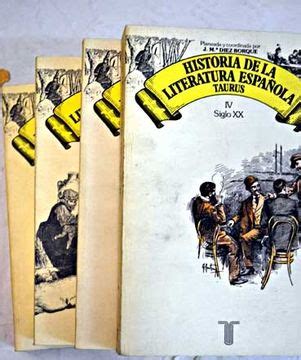 Planeada y coordinada por
J. M.ª DIEZ BORQUE
HISTORIA DE LA
LITERATURA ESPAÑOLA
TAURUS
IV
Siglo XX